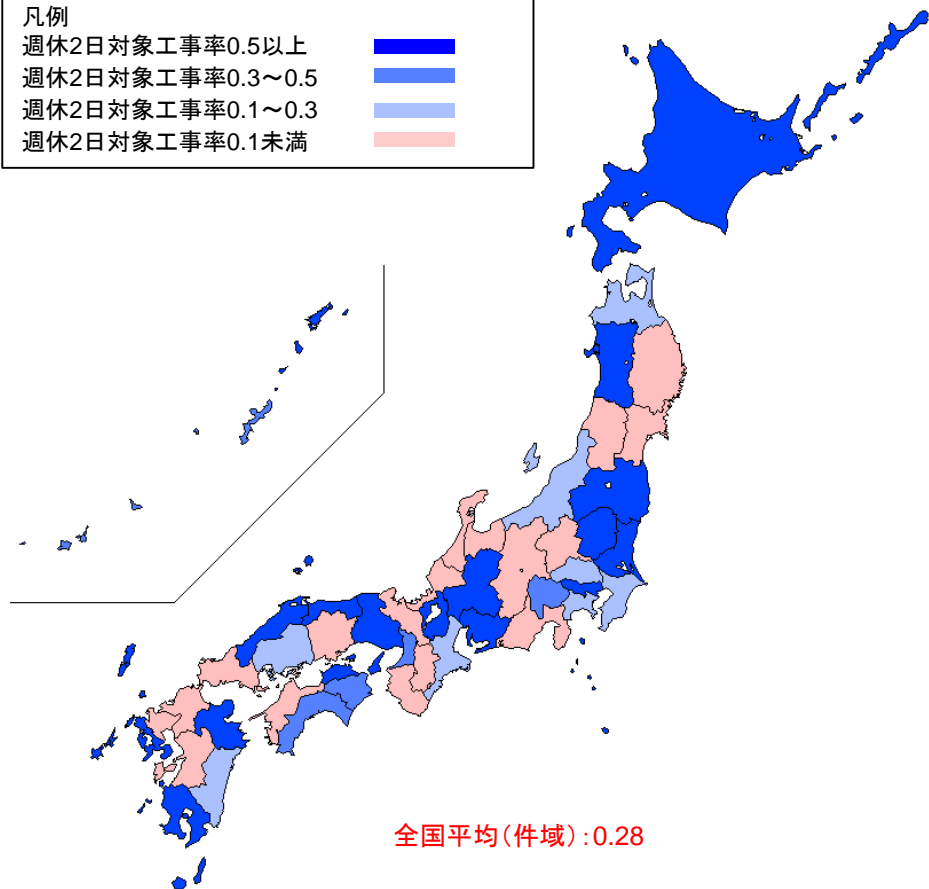 凡例
週休2日対象工事率0.5以上
週休2日対象工事率0.3～0.5
週休2日対象工事率0.1～0.3
週休2日対象工事率0.1未満
全国平均（件域）：0.28